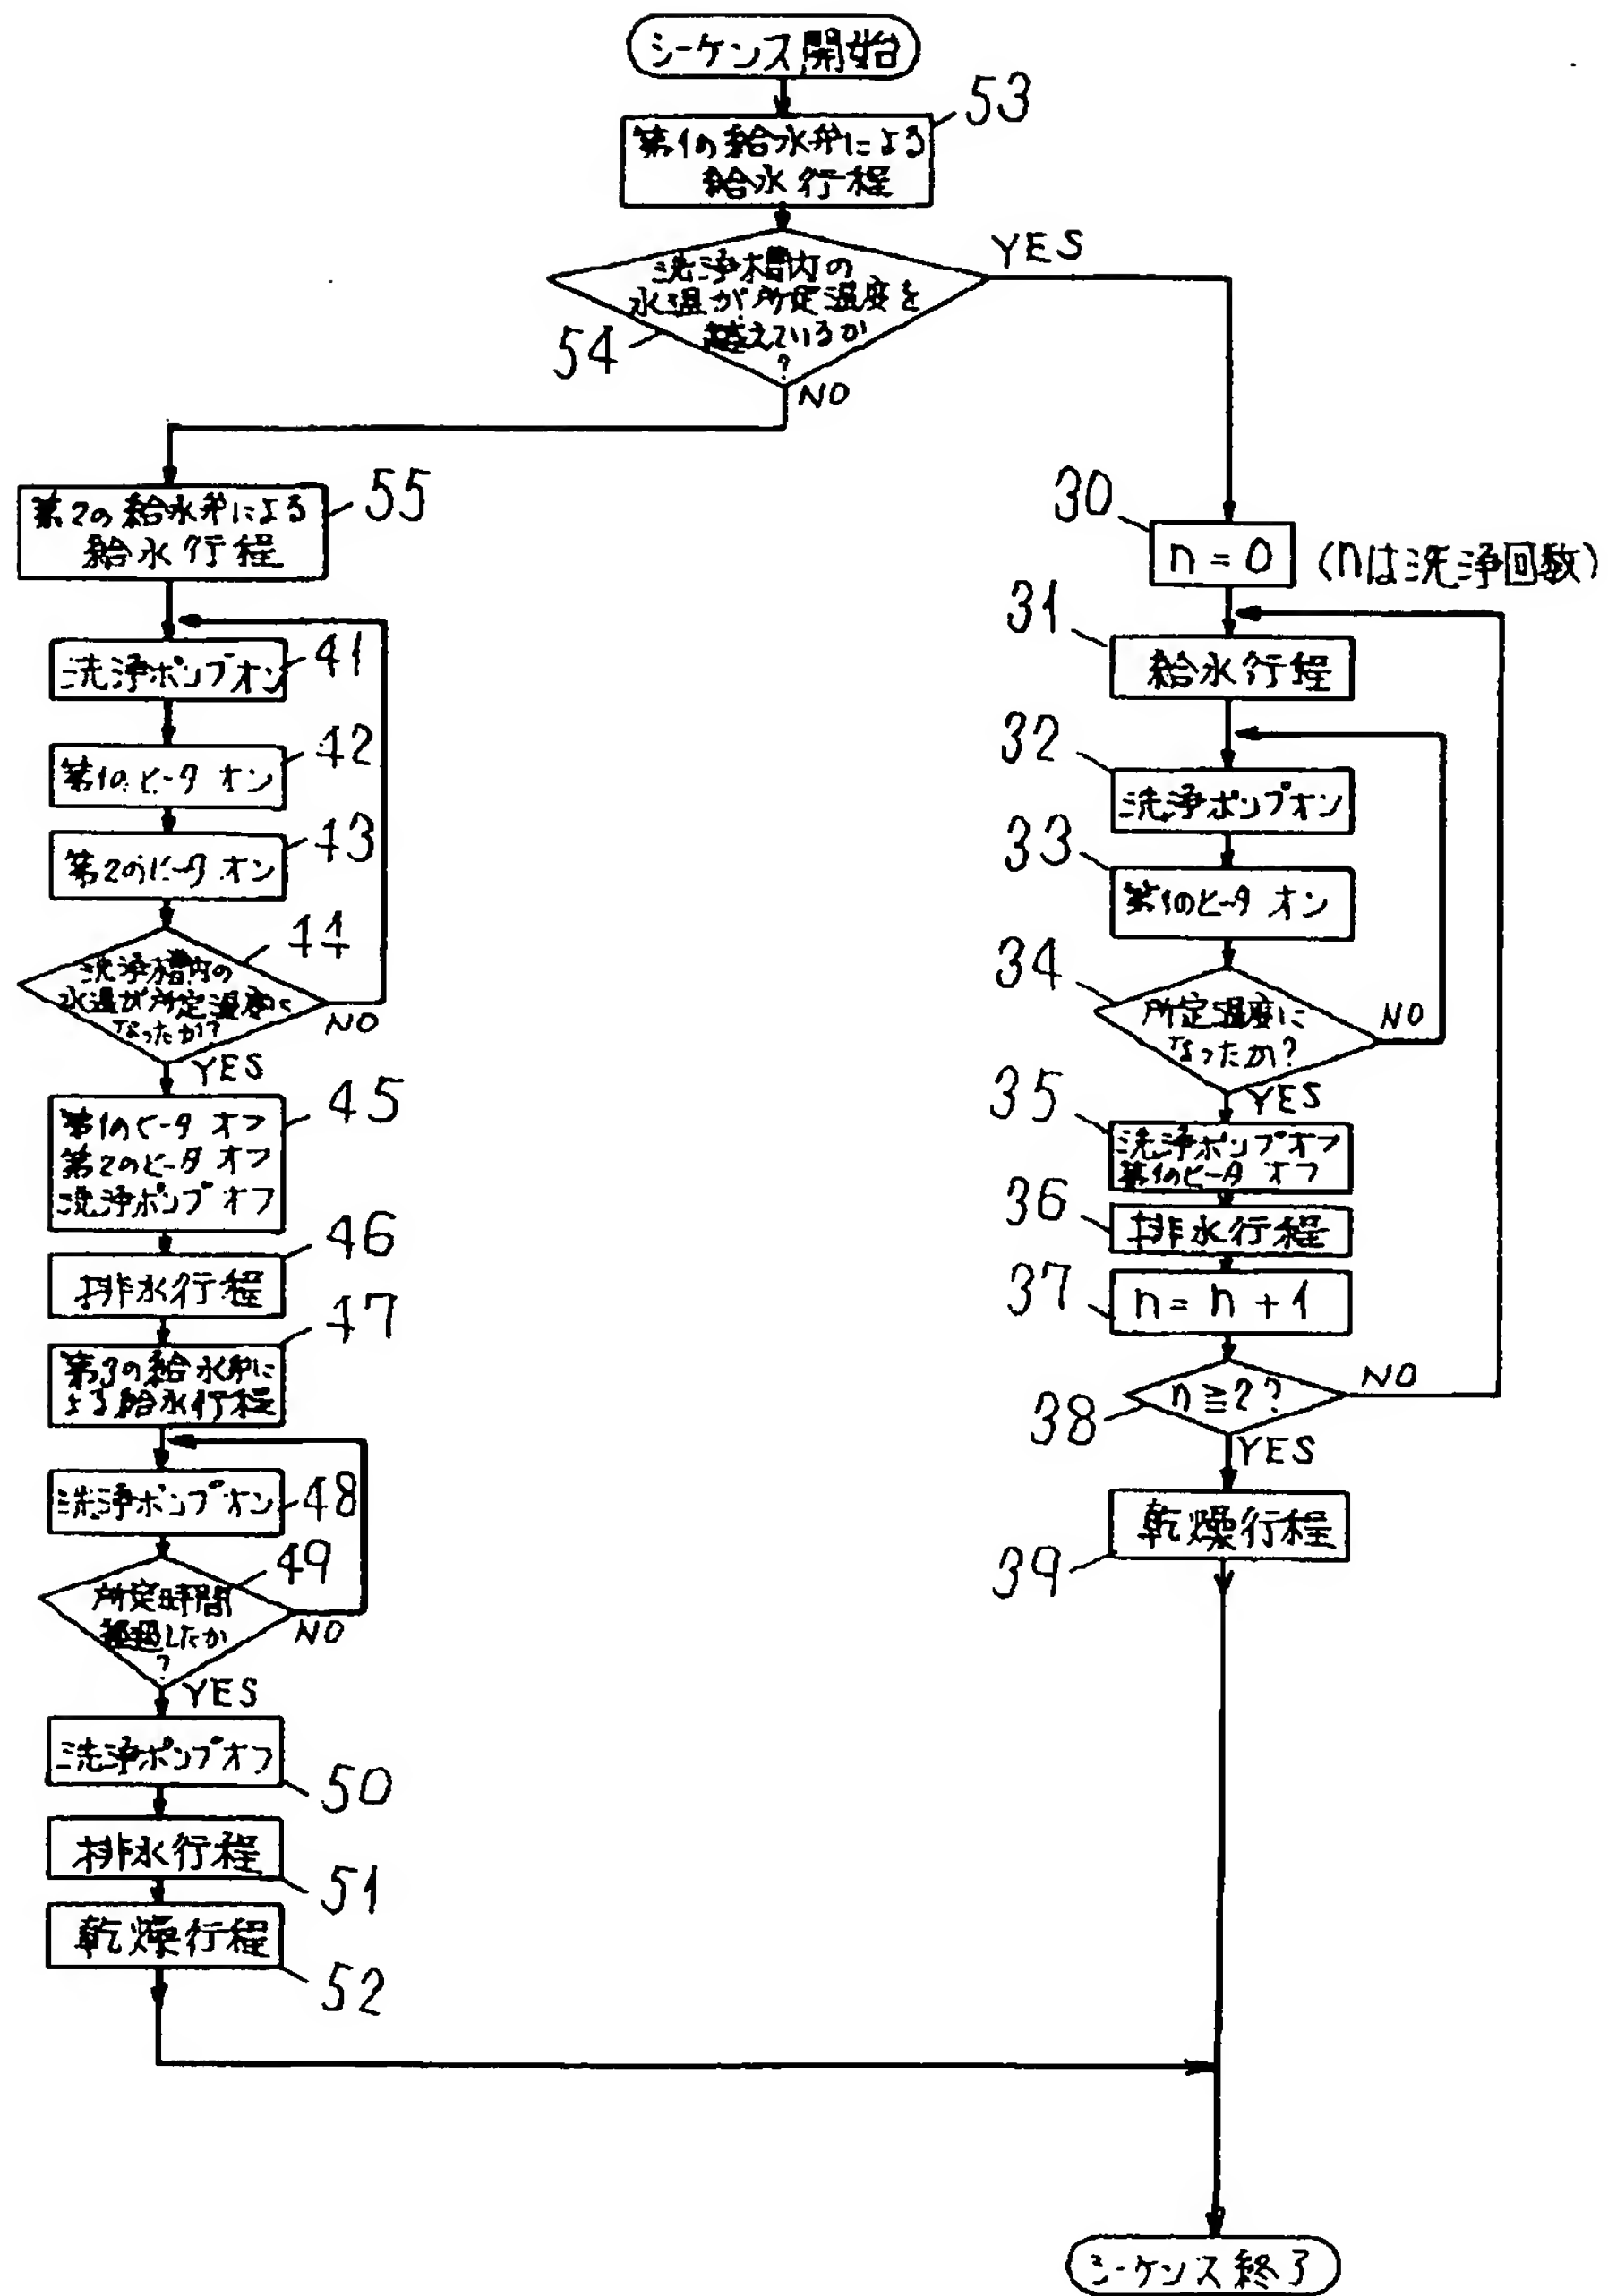 シーケンス開始
53
第1の給水弁による
給水行程
洗浄槽内の
水温が所定温度を
越えているか
?
54
YES
NO
55
第2の給水弁による
給水行程
41
洗浄ポンプオン
42
第1のヒータ オン
43
第2のヒータ オン
44
洗浄槽内の
水温が所定温度に
なったか?
NO
YES
45
第1のヒータ オフ
第2のヒータ オフ
洗浄ポンプ オフ
46
排水行程
47
第3の給水弁に
よる給水行程
洗浄ポンプオン
48
49
所定時間
経過したか
?
NO
YES
洗浄ポンプオフ
50
排水行程
51
乾燥行程
52
30
n = 0 (nは洗浄回数)
31
給水行程
32
洗浄ポンプオン
33
第1のヒータ オン
34
所定温度に
なったか?
NO
YES
35
洗浄ポンプオフ
第1のヒータ オフ
36
排水行程
37
n = n + 1
n ≧ 2 ?
38
NO
YES
乾燥行程
39
シーケンス終了